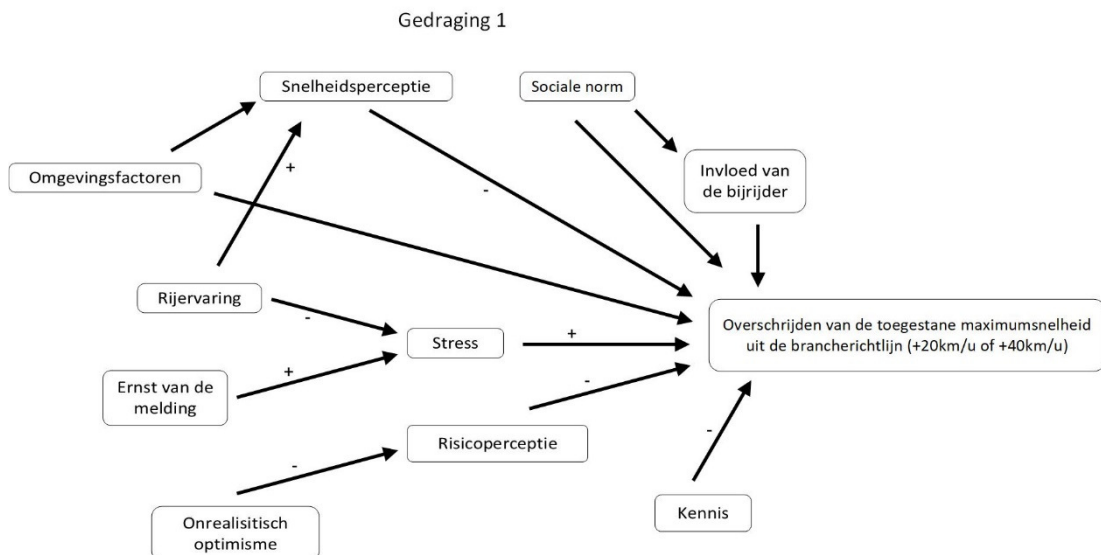 Gedraging 1
Snelheidsperceptie
Sociale norm
+
Omgevingsfactoren
-
Invloed van
de bijrijder
Rijervaring
-
Overschrijden van de toegestane maximumsnelheid
uit de brancherichtlijn (+20km/u of +40km/u)
Stress
+
+
-
Ernst van de
melding
Risicoperceptie
-
-
Kennis
Onrealisitisch
optimisme